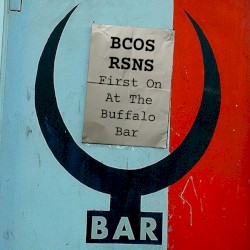 BCOS
RSNS
First On
At The
Buffalo
Bar
BAR